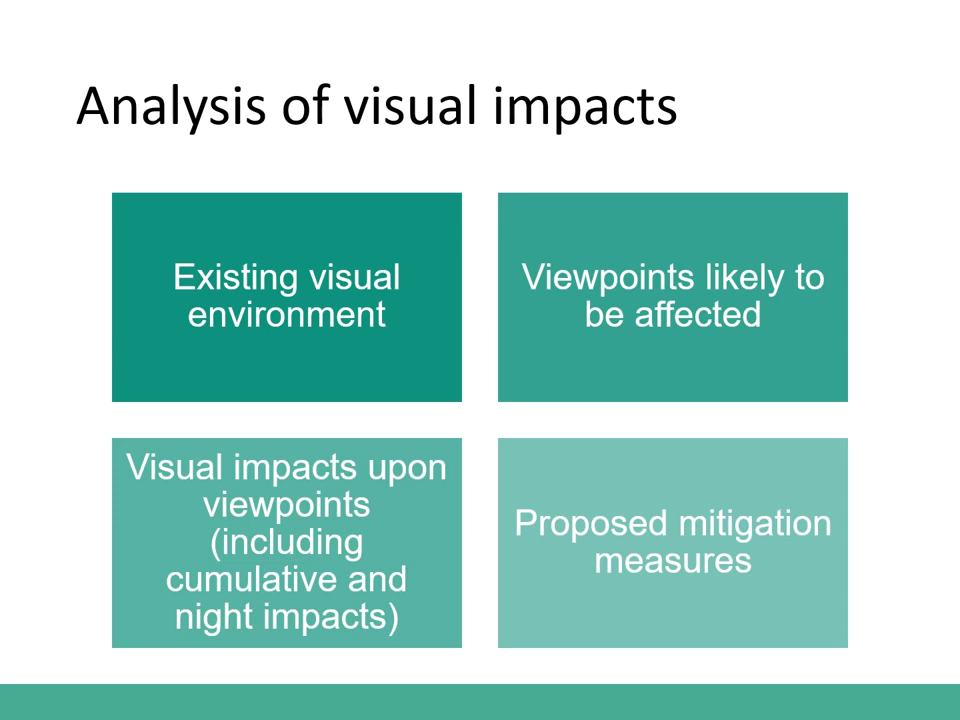 Analysis of visual impacts
Existing visual
environment
Viewpoints likely to
be affected
Visual impacts upon
viewpoints
(including
cumulative and
night impacts)
Proposed mitigation
measures